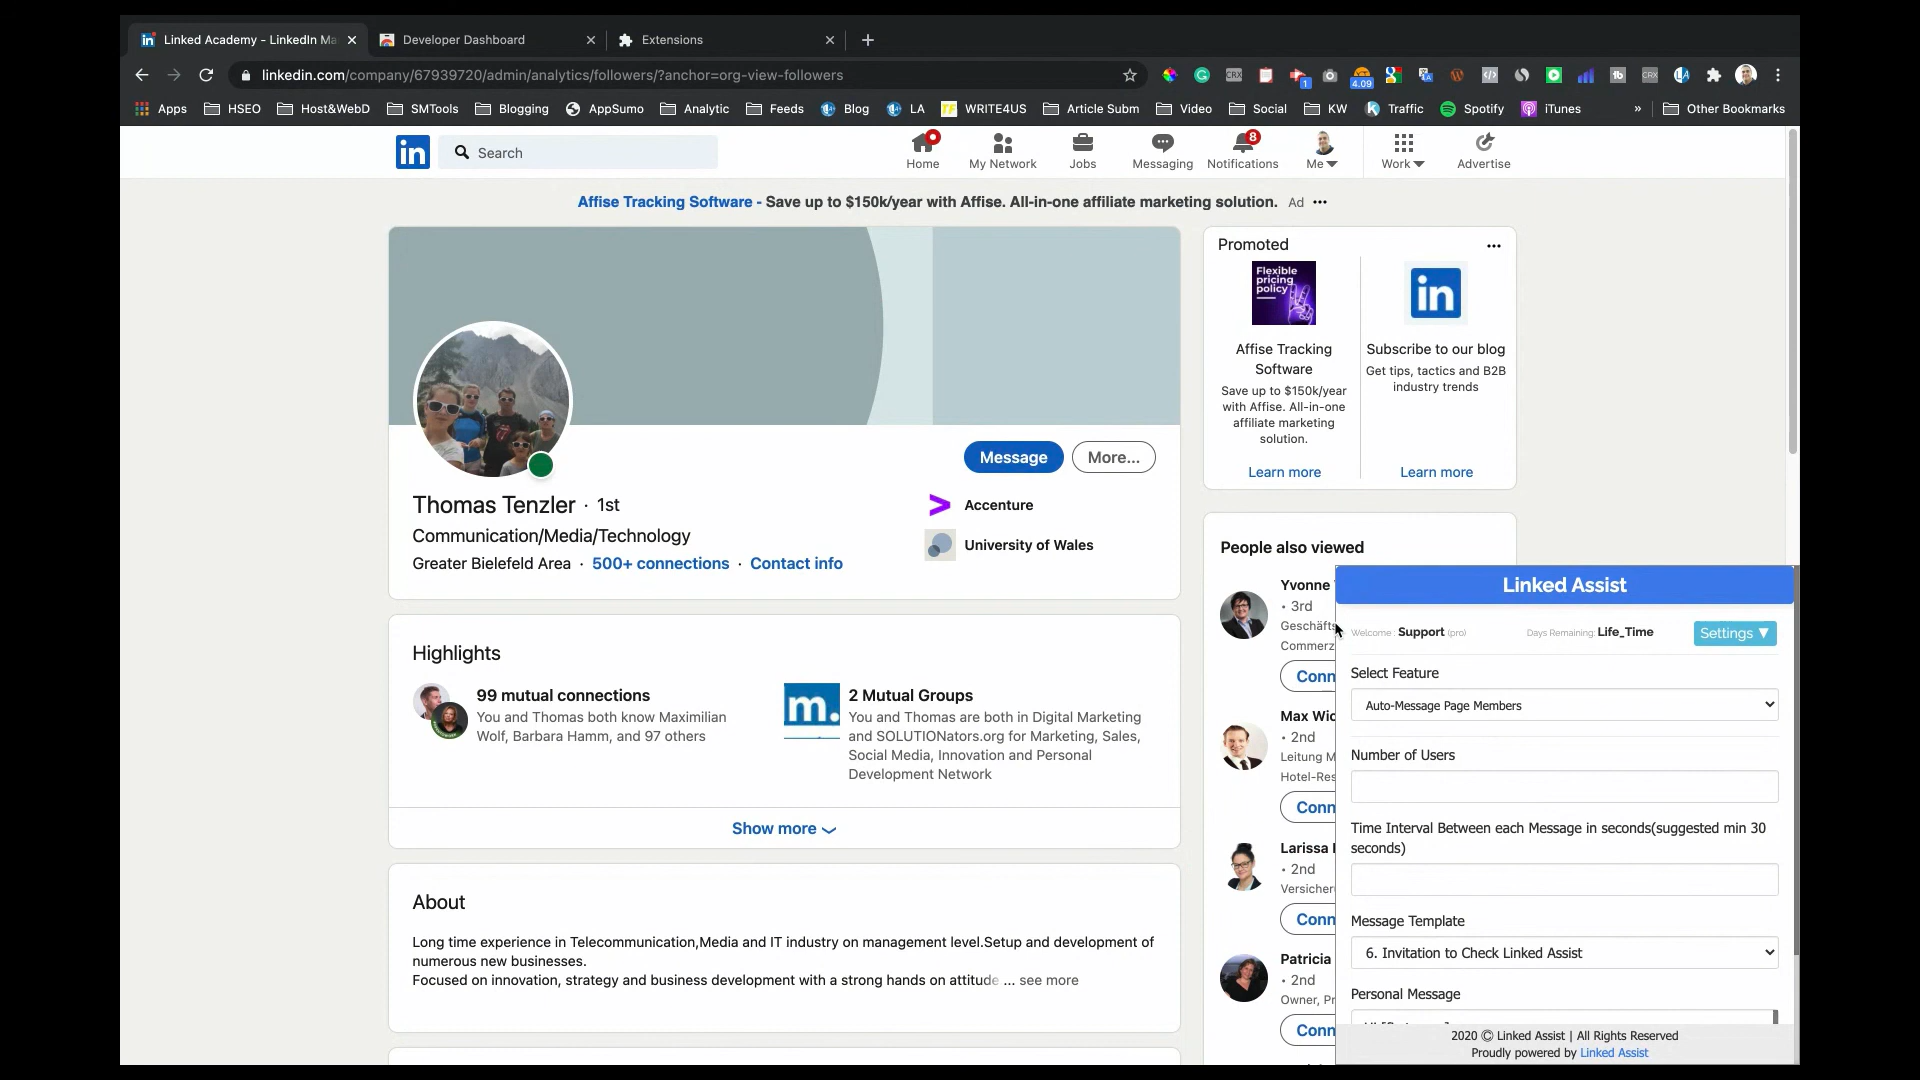 Linked Academy - LinkedIn Ma
Developer Dashboard
Extensions
linkedin.com/company/67939720/admin/analytics/followers/?anchor=org-view-followers
CRX
1
4.09
tb
CRX
Apps
HSEO
Host&WebD
SMTools
Blogging
AppSumo
Analytic
Feeds
Blog
LA
WRITE4US
Article Subm
Video
Social
KW
Traffic
Spotify
iTunes
»
Other Bookmarks
in
Search
Home
My Network
Jobs
Messaging
8
Notifications
Me
Work
Advertise
Affise Tracking Software - Save up to $150k/year with Affise. All-in-one affiliate marketing solution. Ad
Message
More...
Thomas Tenzler · 1st
Communication/Media/Technology
Greater Bielefeld Area · 500+ connections · Contact info
Accenture
University of Wales
Highlights
99 mutual connections
You and Thomas both know Maximilian
Wolf, Barbara Hamm, and 97 others
m.
2 Mutual Groups
You and Thomas are both in Digital Marketing
and SOLUTIONators.org for Marketing, Sales,
Social Media, Innovation and Personal
Development Network
Show more
About
Long time experience in Telecommunication,Media and IT industry on management level.Setup and development of
numerous new businesses.
Focused on innovation, strategy and business development with a strong hands on attitude ... see more
Promoted
Flexible
pricing
policy
Affise Tracking
Software
Save up to $150k/year
with Affise. All-in-one
affiliate marketing
solution.
Learn more
in
Subscribe to our blog
Get tips, tactics and B2B
industry trends
Learn more
People also viewed
Yvonne
• 3rd
Geschäfts
Commerz
Conn
Max Wic
• 2nd
Leitung M
Hotel-Res
Conn
Larissa
• 2nd
Versicher
Conn
Patricia
• 2nd
Owner, Pr
Conn
Linked Assist
Welcome : Support (pro)
Days Remaining: Life_Time
Settings ▼
Select Feature
Auto-Message Page Members
Number of Users
Time Interval Between each Message in seconds(suggested min 30
seconds)
Message Template
6. Invitation to Check Linked Assist
Personal Message
2020 © Linked Assist | All Rights Reserved
Proudly powered by Linked Assist